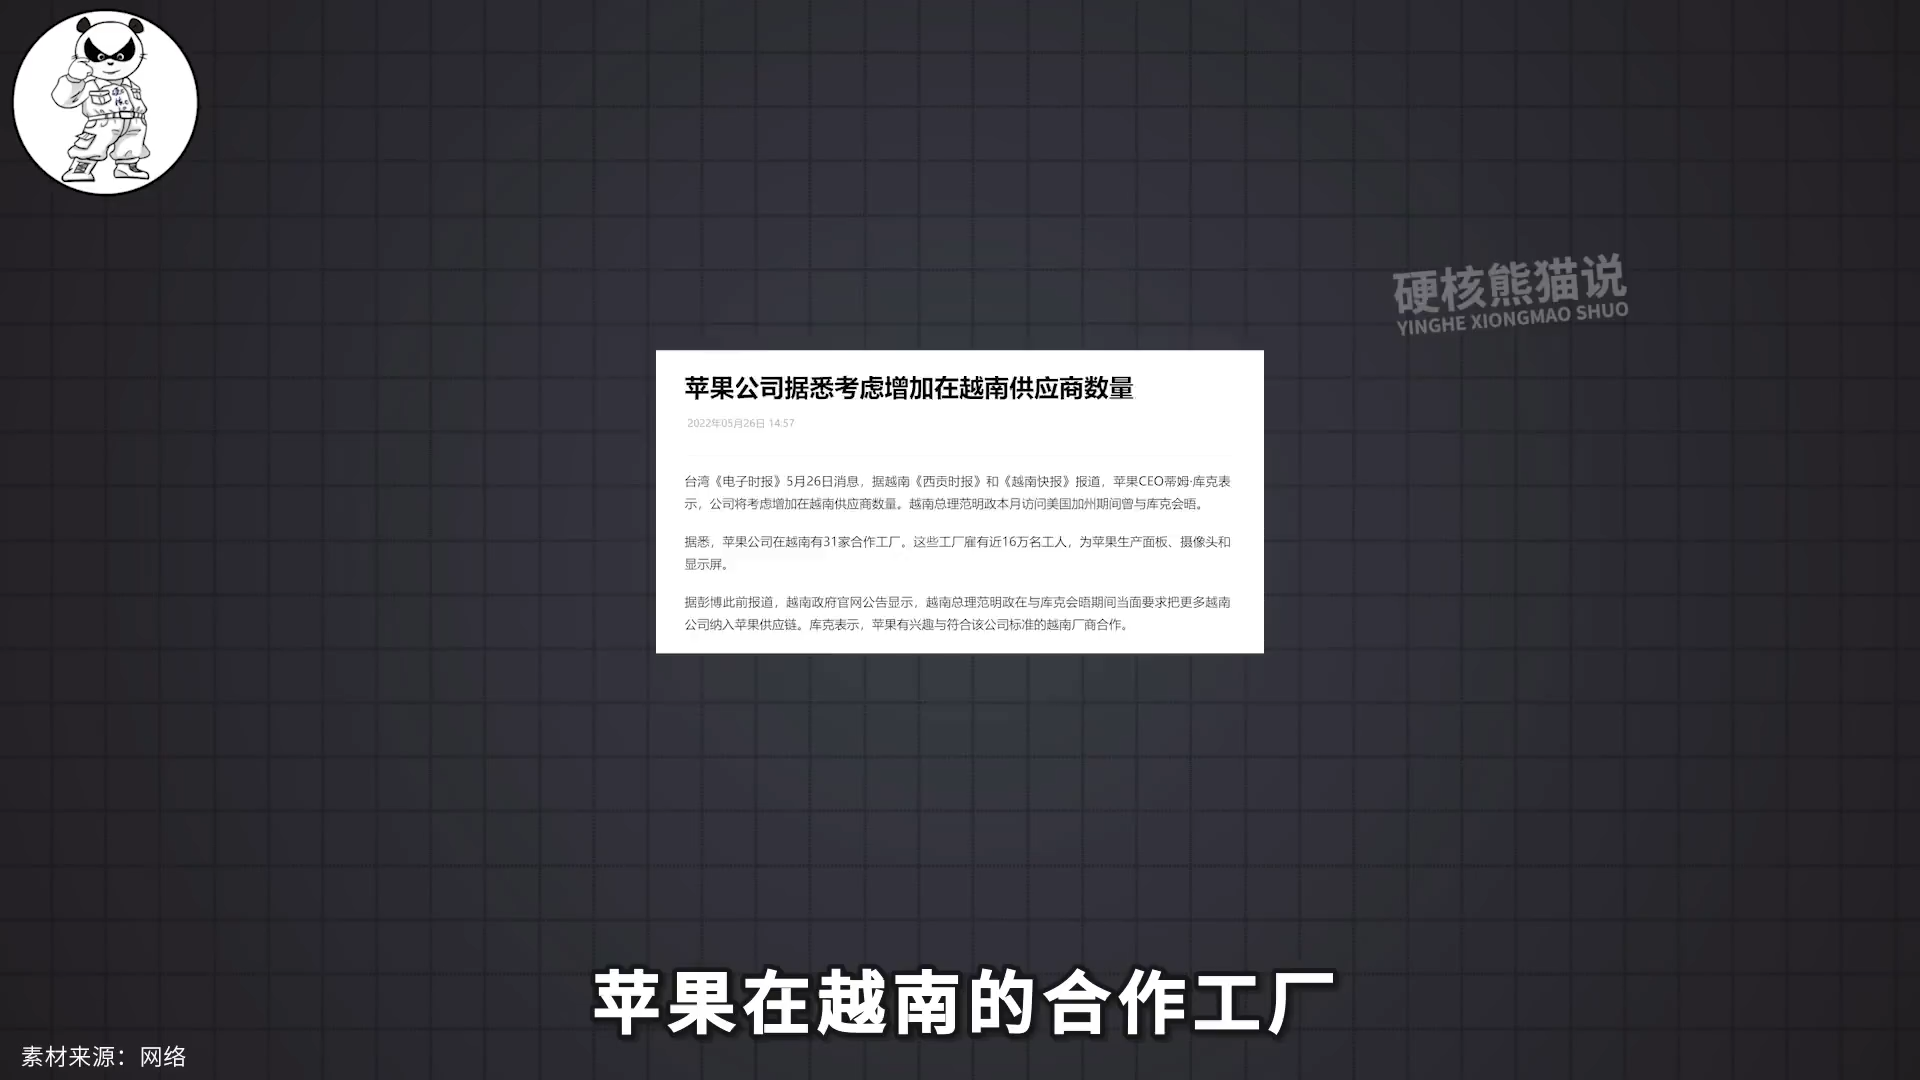 硬核熊猫说
YINGHE XIONGMAO SHUO
苹果公司据悉考虑增加在越南供应商数量
2022年05月26日 14:57
台湾《电子时报》5月26日消息，据越南《西贡时报》和《越南快报》报道，苹果CEO蒂姆·库克表
示，公司将考虑增加在越南供应商数量。越南总理范明政本月访问美国加州期间曾与库克会晤。
据悉，苹果公司在越南有31家合作工厂。这些工厂雇有近16万名工人，为苹果生产面板、摄像头和
显示屏。
据彭博此前报道，越南政府官网公告显示，越南总理范明政在与库克会晤期间当面要求把更多越南
公司纳入苹果供应链。库克表示，苹果有兴趣与符合该公司标准的越南厂商合作。
苹果在越南的合作工厂
素材来源：网络